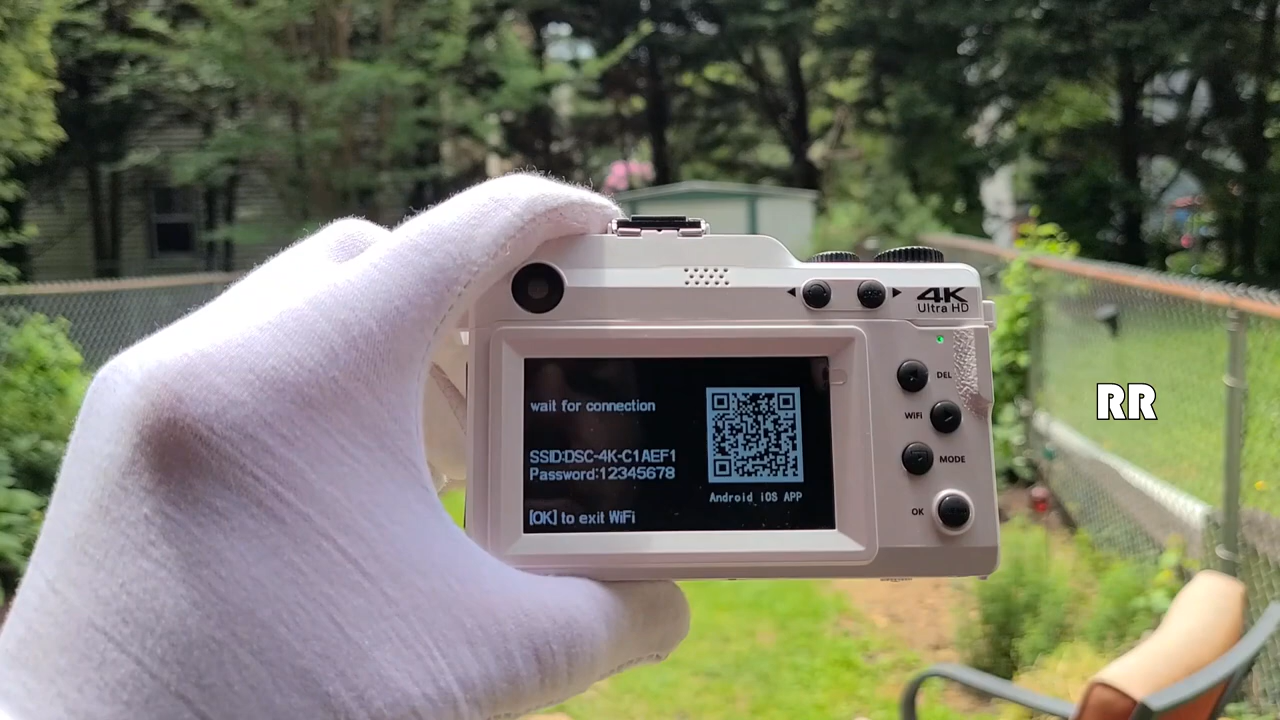 4K
Ultra HD
wait for connection
SSID:DSC-4K-C1AEF1
Password:12345678
Android iOS APP
[OK] to exit WiFi
DEL
WiFi
MODE
OK
RR